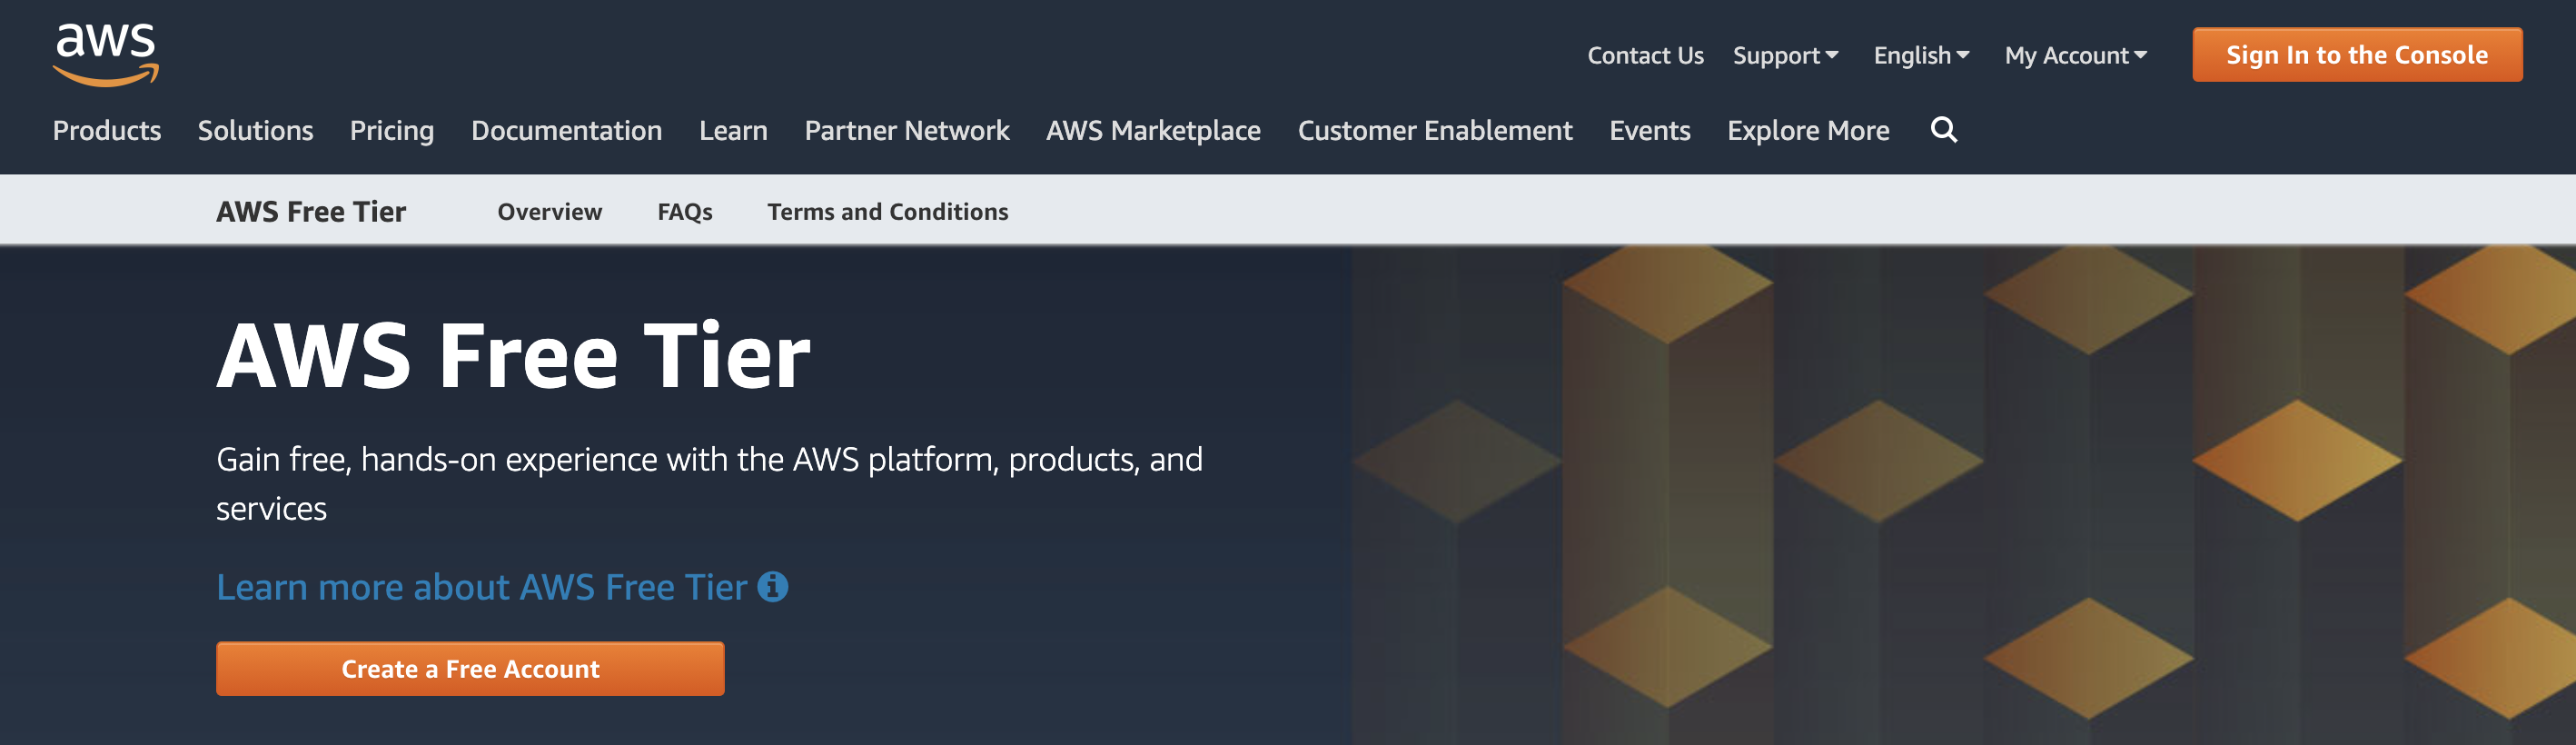 aws
Contact Us Support English My Account Sign In to the Console
Products Solutions Pricing Documentation Learn Partner Network AWS Marketplace Customer Enablement Events Explore More
AWS Free Tier Overview FAQs Terms and Conditions
AWS Free Tier
Gain free, hands-on experience with the AWS platform, products, and
services
Learn more about AWS Free Tier
Create a Free Account